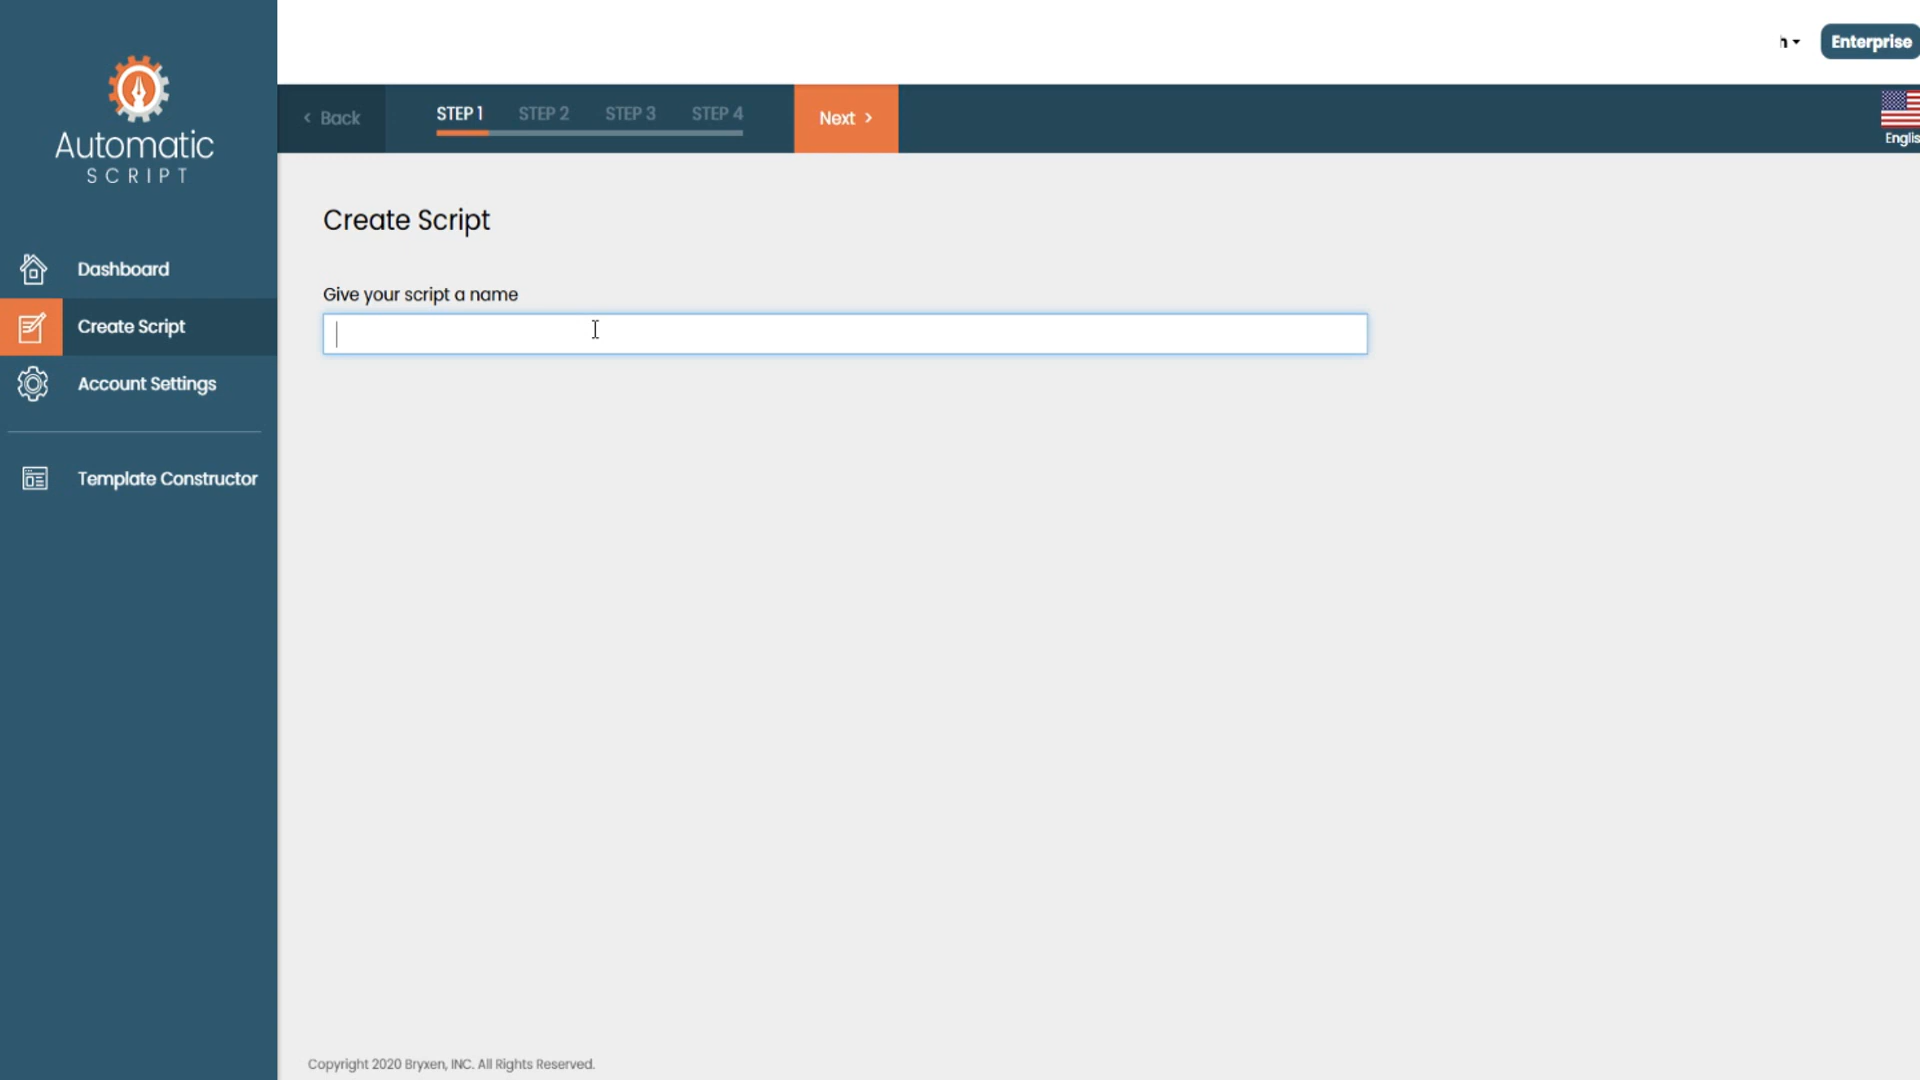 h
Enterprise
Automatic
SCRIPT
Back
STEP 1
STEP 2
STEP 3
STEP 4
Next
Englis
Create Script
Dashboard
Give your script a name
Create Script
Account Settings
Template Constructor
Copyright 2020 Bryxen, INC. All Rights Reserved.